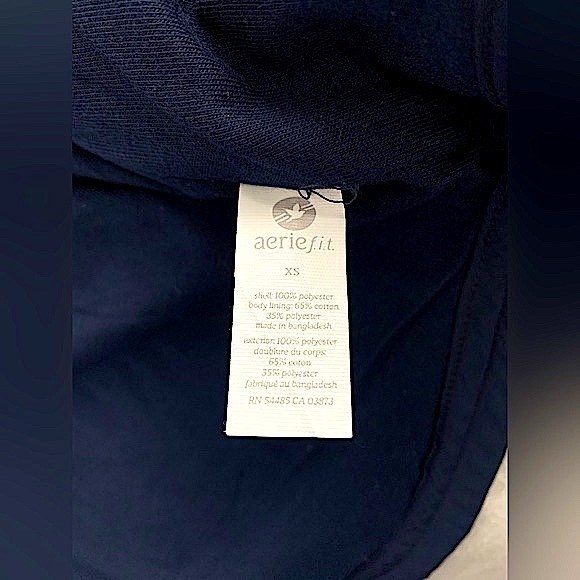 aerie f.i.t.
XS
shell: 100% polyester
body lining: 65% cotton
35% polyester
made in bangladesh
exterior: 100% polyester
doublure du corps:
65% coton
35% polyester
fabriqué au bangladesh
RN 54485 CA 03873